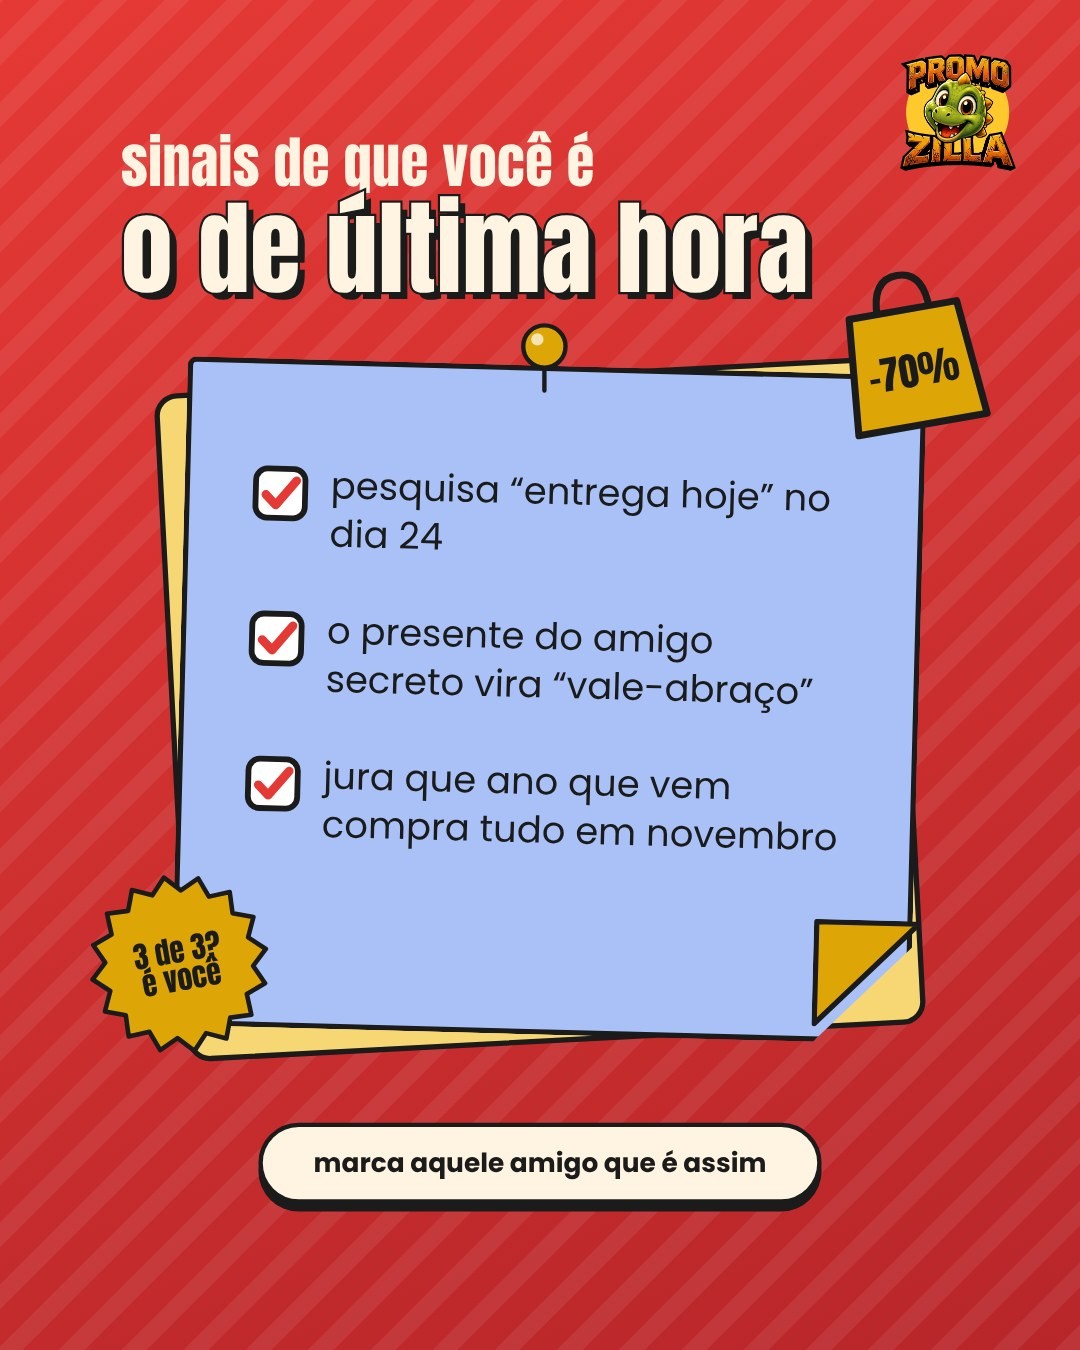 PROMO
ZILLA
sinais de que você é
o de última hora
-70%
pesquisa “entrega hoje” no
dia 24
o presente do amigo
secreto vira “vale-abraço”
jura que ano que vem
compra tudo em novembro
3 de 3?
é você
marca aquele amigo que é assim